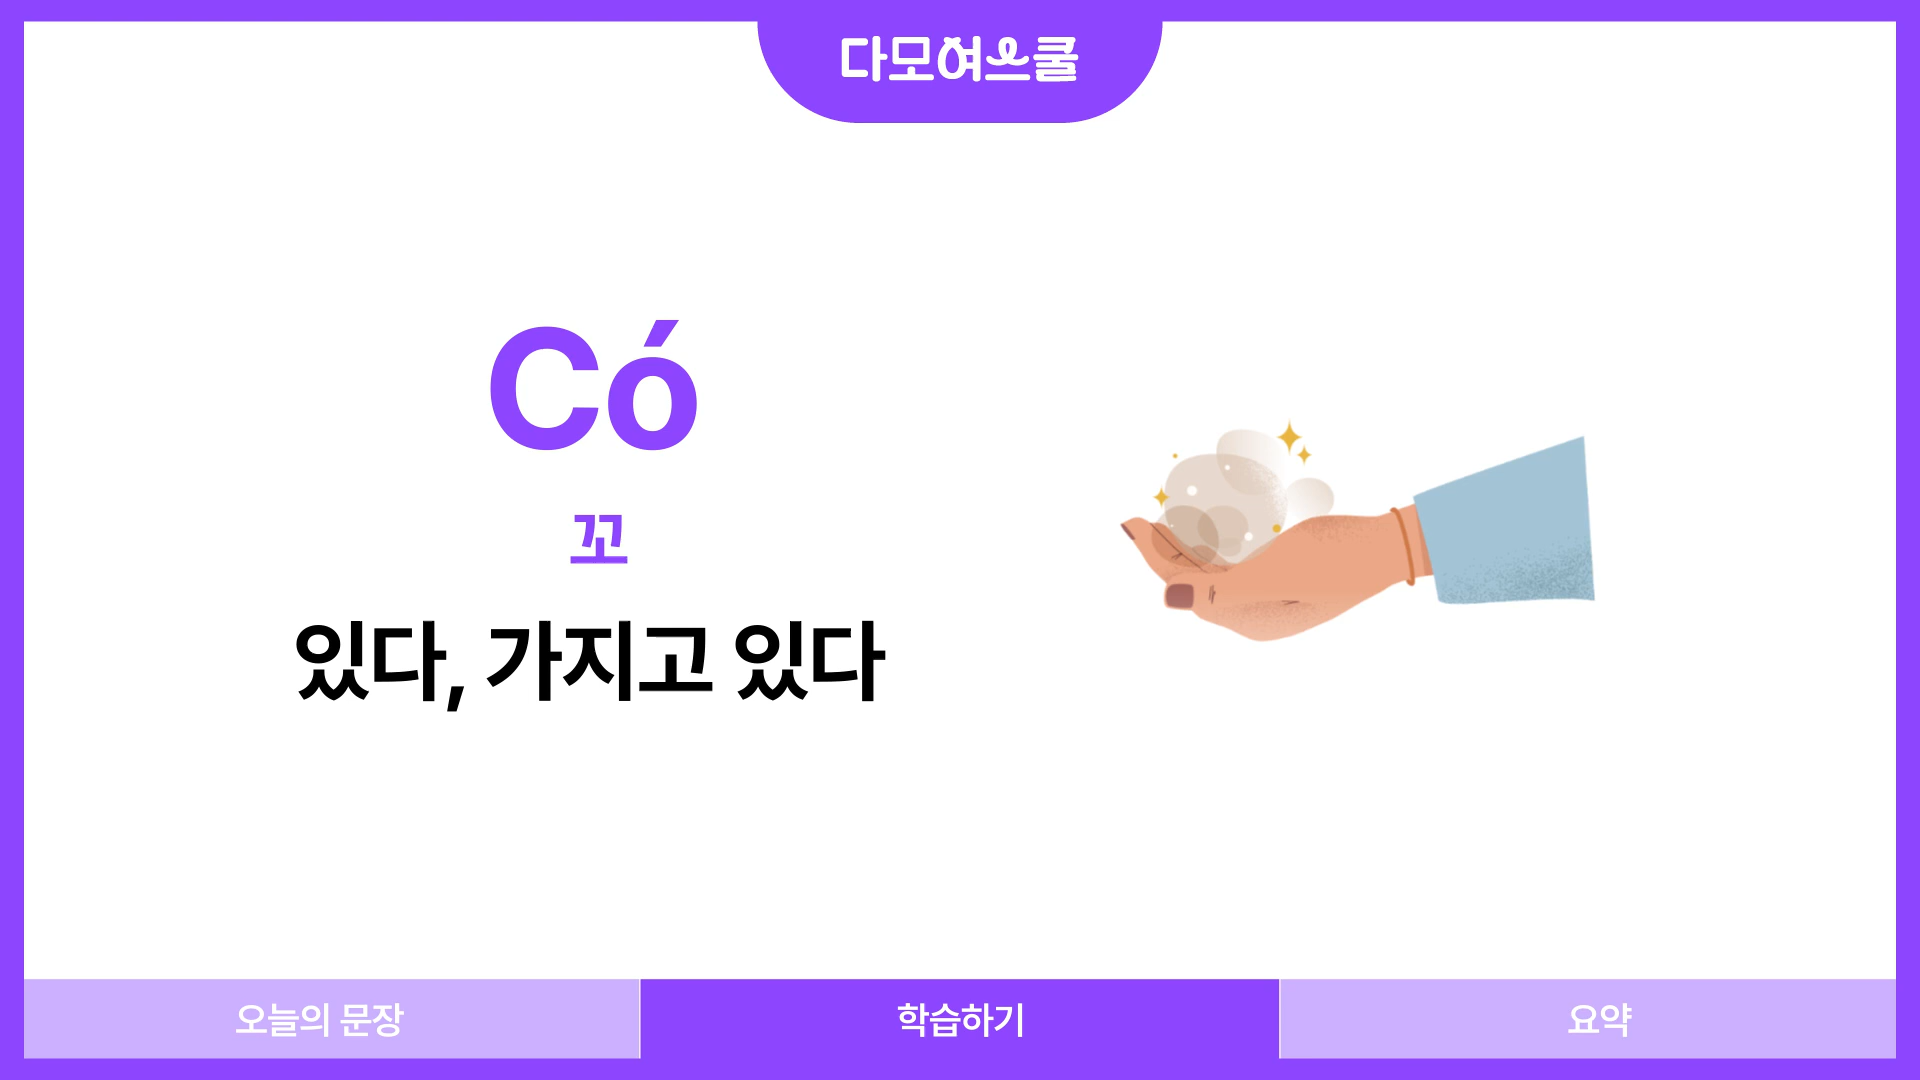 다모여스쿨
Có
꼬
있다, 가지고 있다
오늘의 문장
학습하기
요약